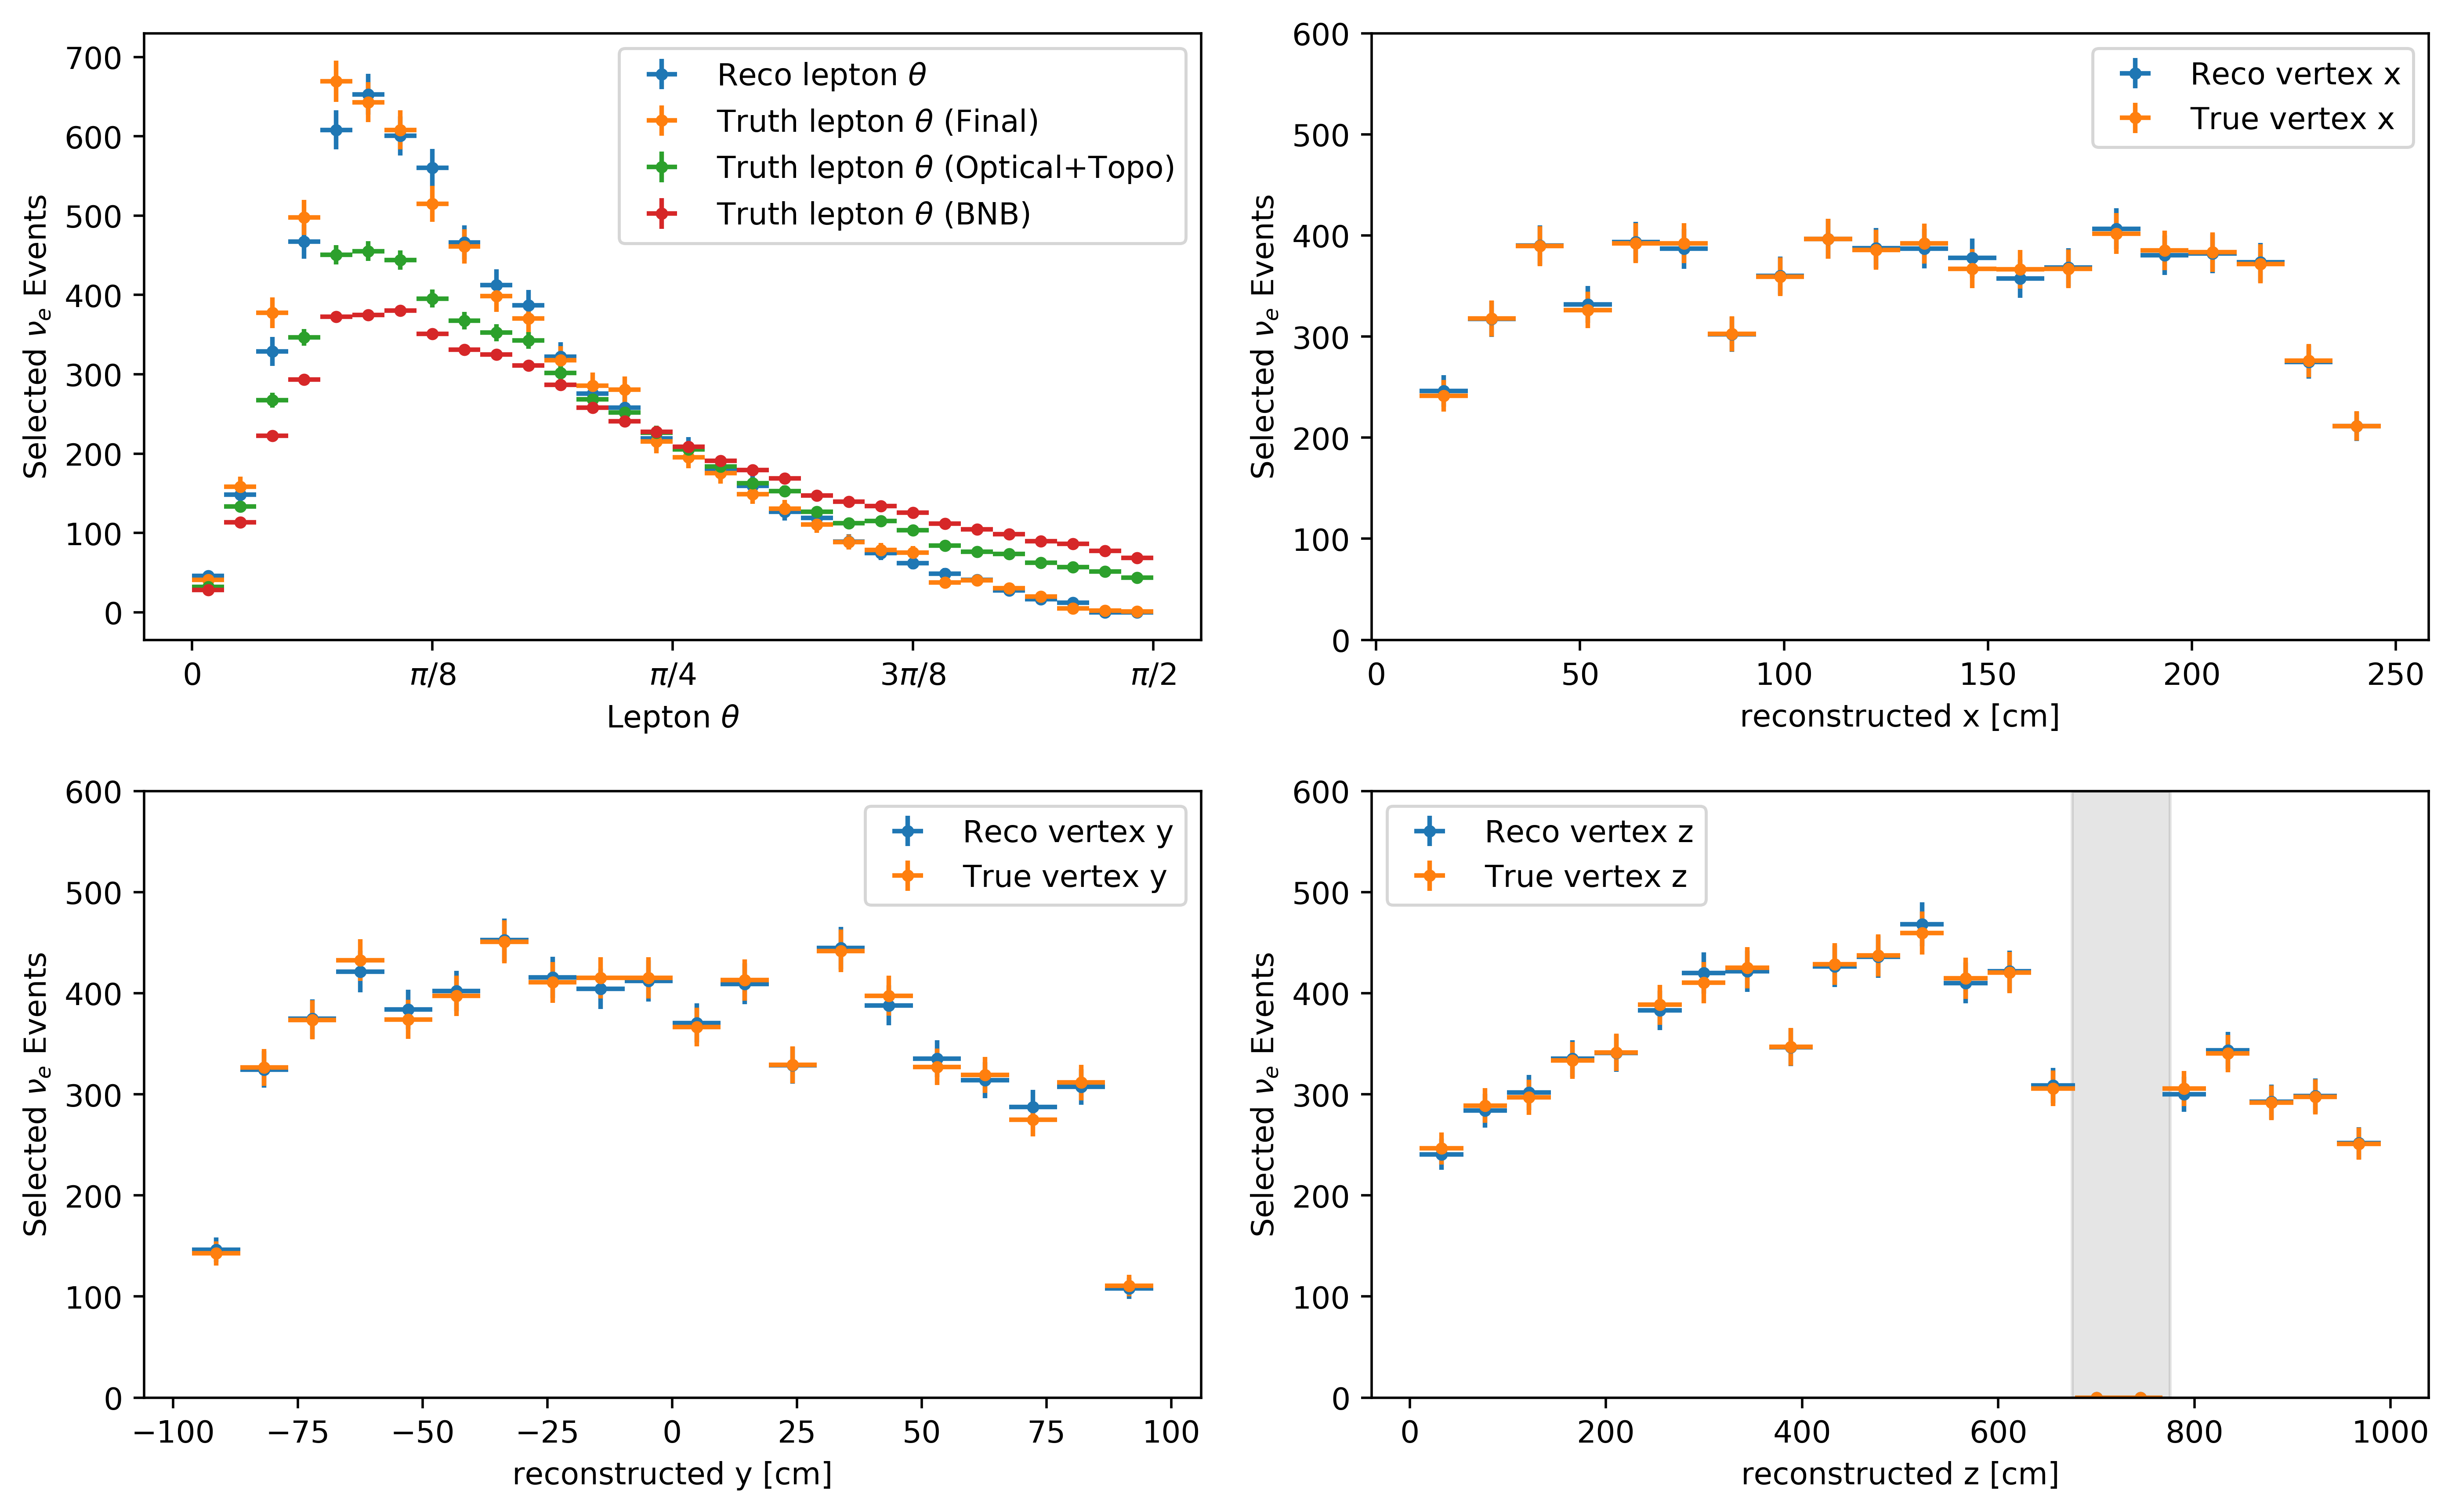 700
600
500
400
300
200
100
0
Selected νe Events
Reco lepton θ
Truth lepton θ (Final)
Truth lepton θ (Optical+Topo)
Truth lepton θ (BNB)
0 π/8 π/4 3π/8 π/2
Lepton θ
600
500
400
300
200
100
0
Selected νe Events
Reco vertex x
True vertex x
0 50 100 150 200 250
reconstructed x [cm]
600
500
400
300
200
100
0
Selected νe Events
Reco vertex y
True vertex y
−100 −75 −50 −25 0 25 50 75 100
reconstructed y [cm]
600
500
400
300
200
100
0
Selected νe Events
Reco vertex z
True vertex z
0 200 400 600 800 1000
reconstructed z [cm]